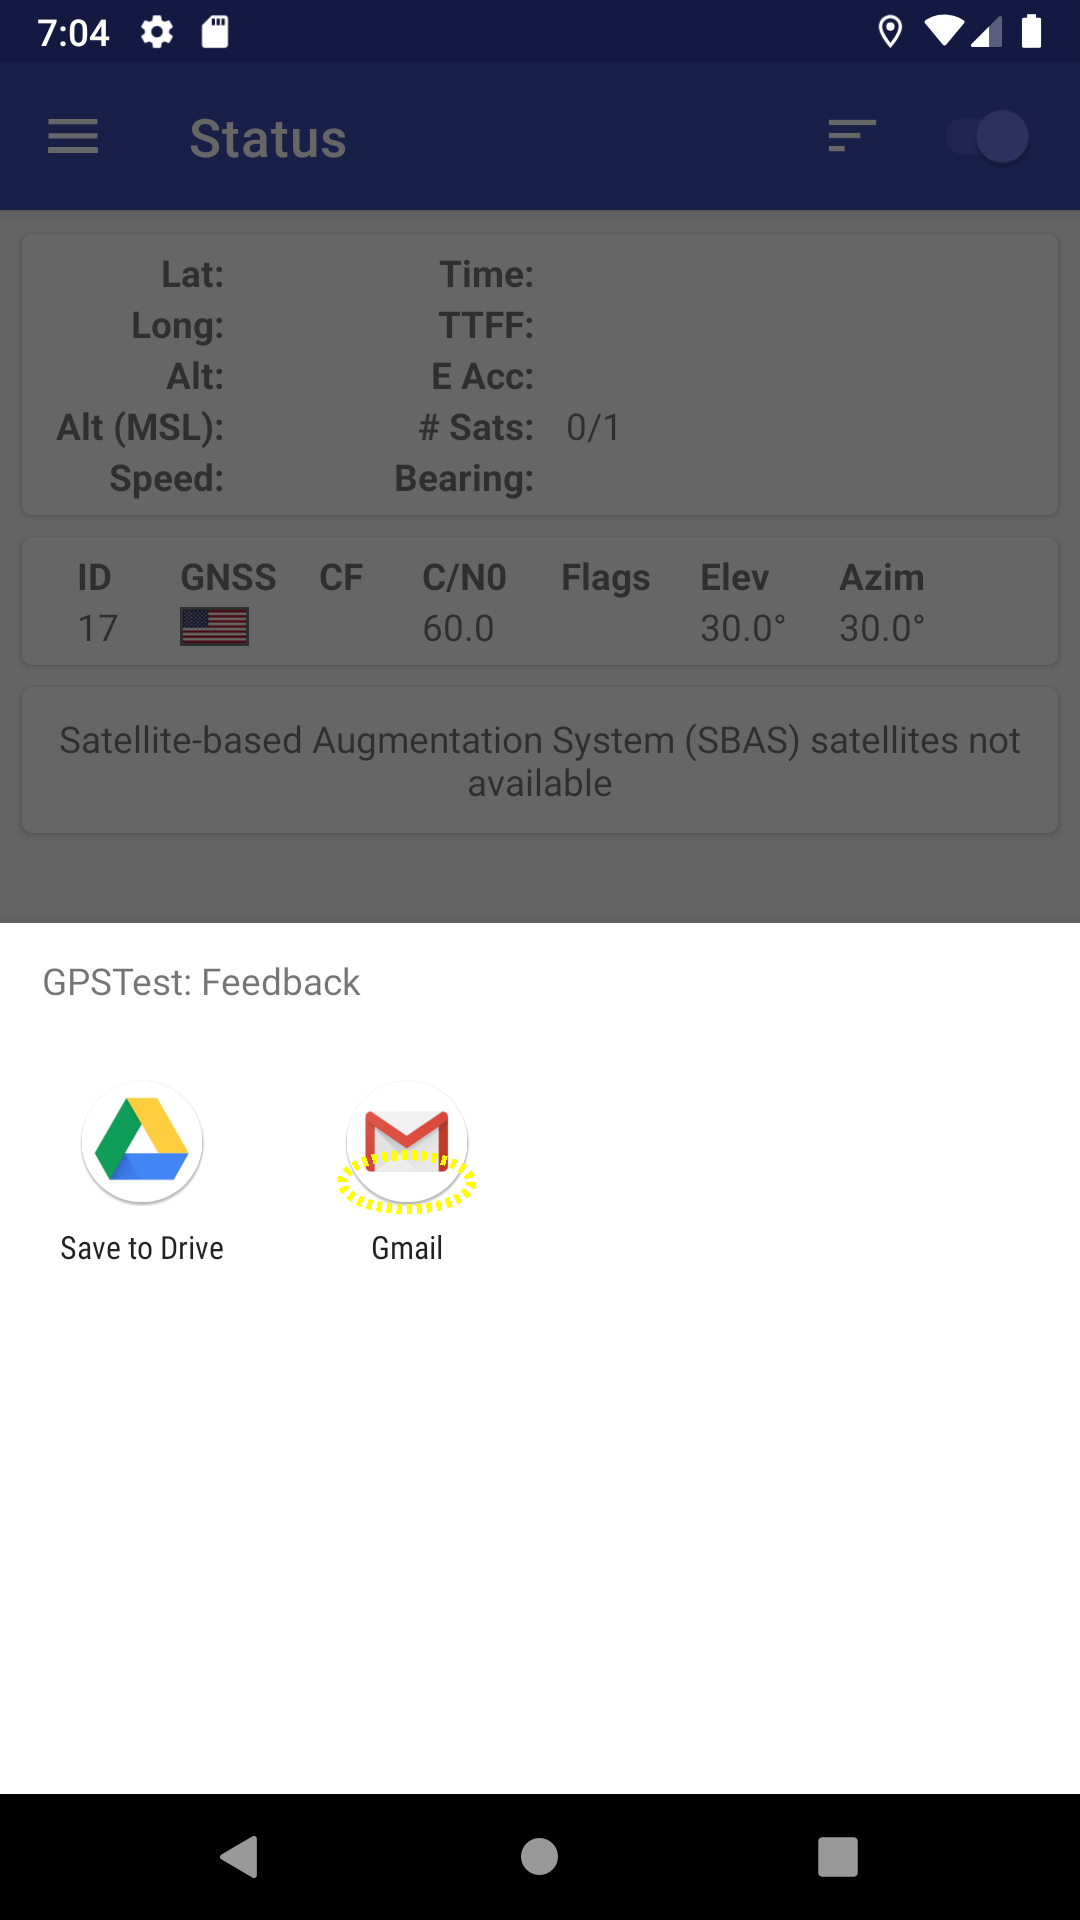 7:04
Status
Lat: Time:
Long: TTFF:
Alt: E Acc:
Alt (MSL): # Sats: 0/1
Speed: Bearing:
ID GNSS CF C/N0 Flags Elev Azim
17 60.0 30.0° 30.0°
Satellite-based Augmentation System (SBAS) satellites not
available
GPSTest: Feedback
Save to Drive Gmail